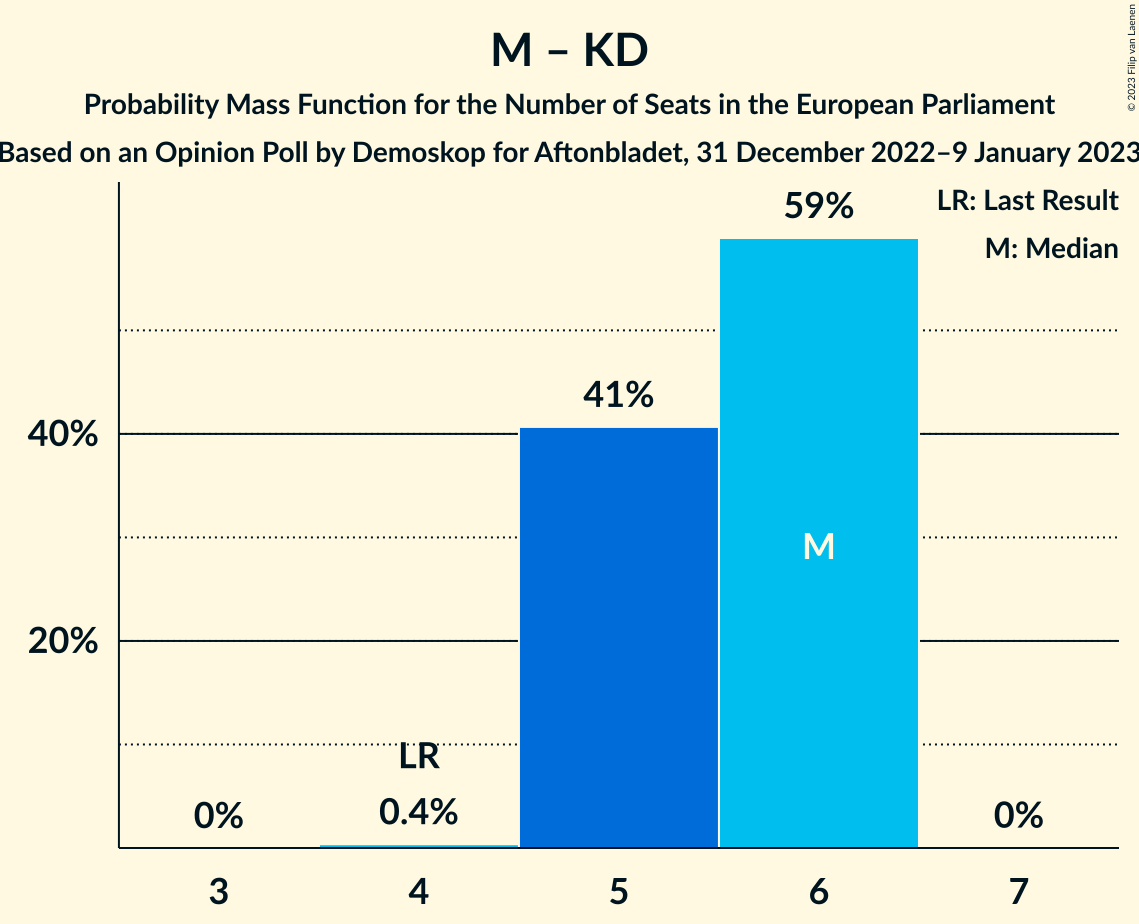 M – KD
Probability Mass Function for the Number of Seats in the European Parliament
Based on an Opinion Poll by Demoskop for Aftonbladet, 31 December 2022–9 January 2023
© 2023 Filip van Laenen
LR: Last Result
M: Median
59%
41%
40%
M
20%
LR
0%
0.4%
0%
3
4
5
6
7